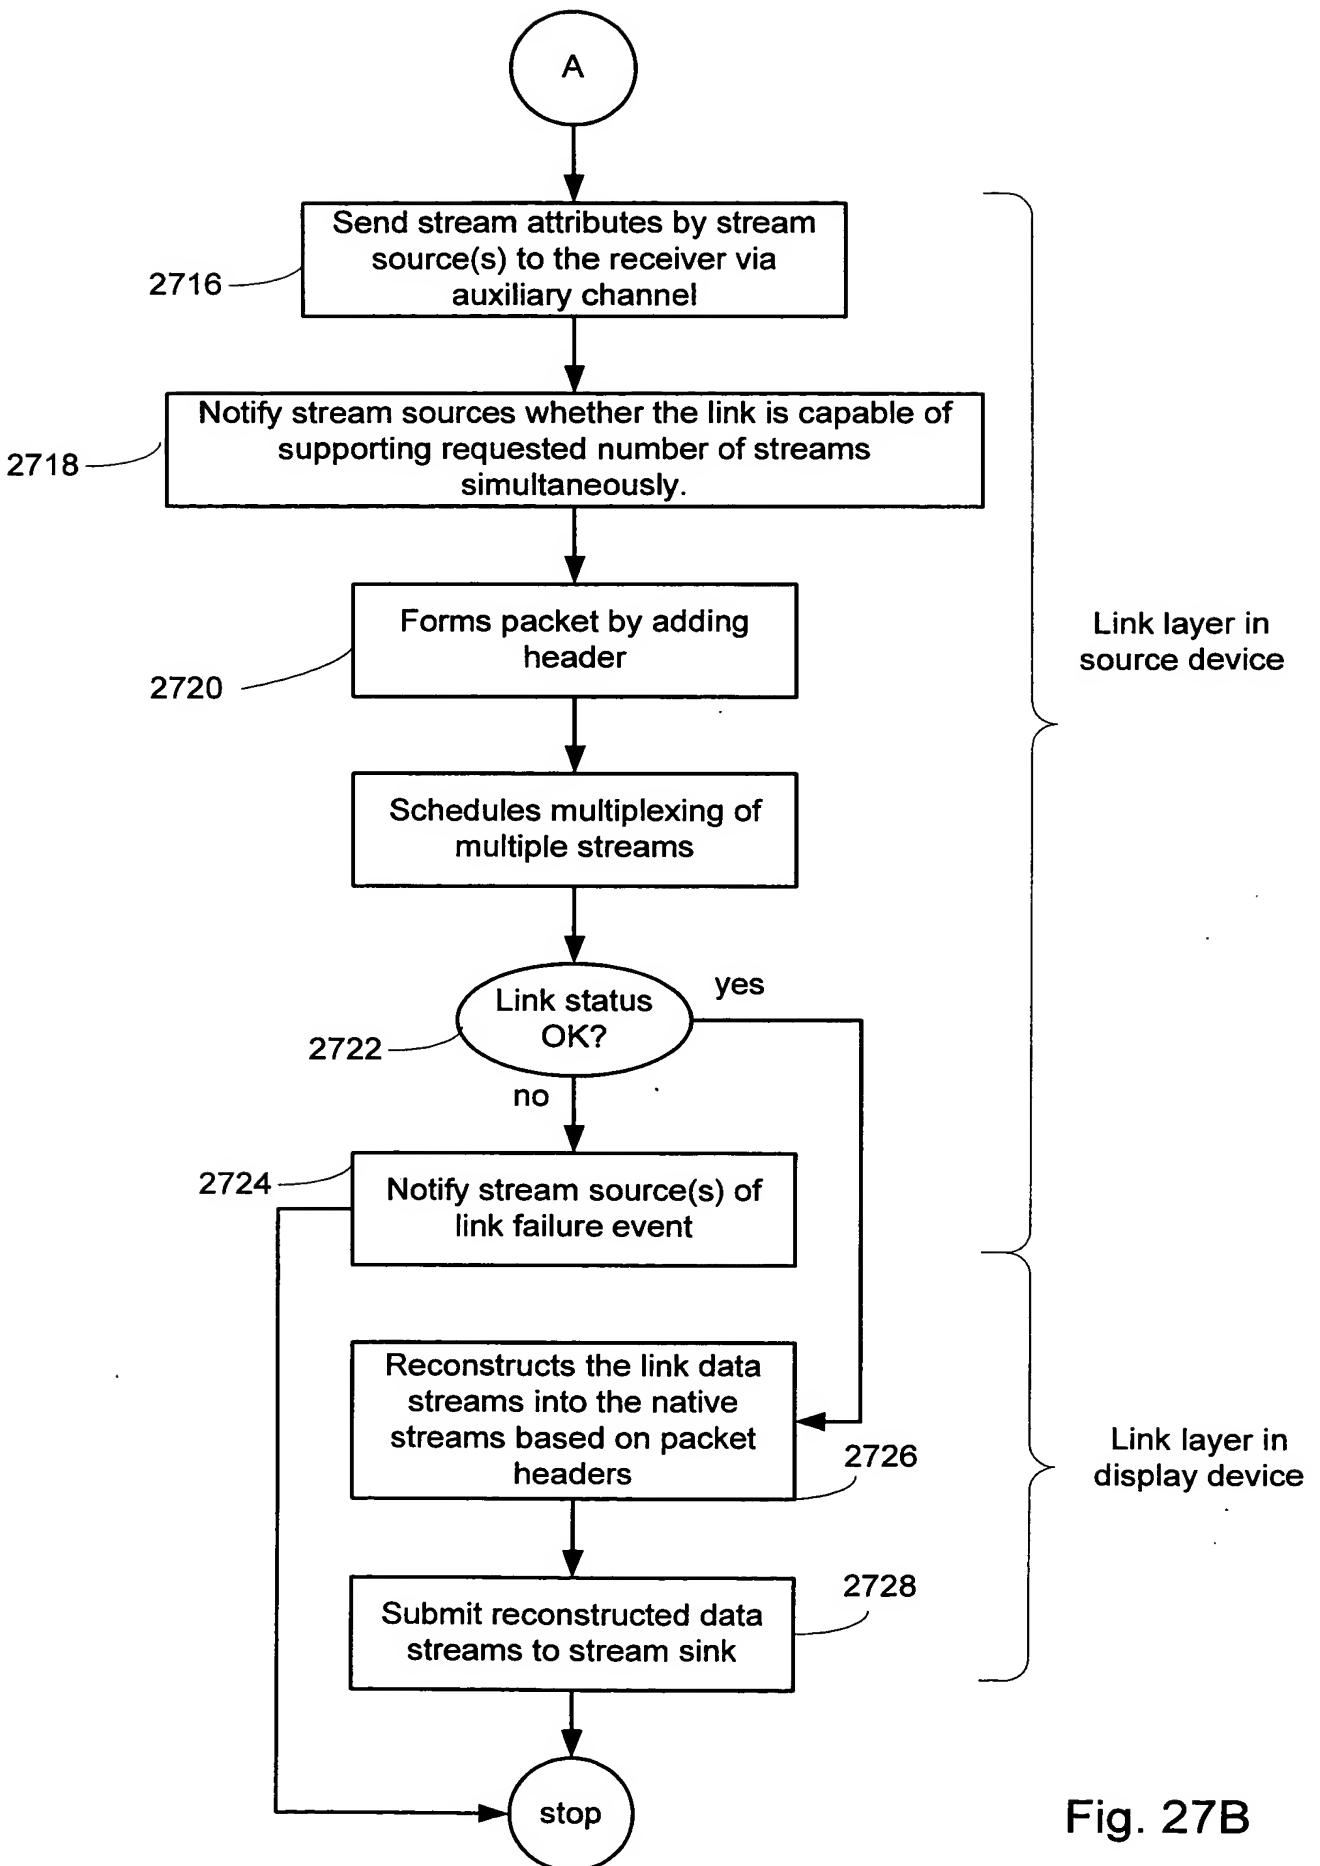 A
Send stream attributes by stream
source(s) to the receiver via
auxiliary channel
2716
Notify stream sources whether the link is capable of
supporting requested number of streams
simultaneously.
2718
Forms packet by adding
header
2720
Link layer in
source device
Schedules multiplexing of
multiple streams
Link status
OK?
yes
2722
no
2724
Notify stream source(s) of
link failure event
Reconstructs the link data
streams into the native
streams based on packet
headers
2726
Link layer in
display device
2728
Submit reconstructed data
streams to stream sink
stop
Fig. 27B